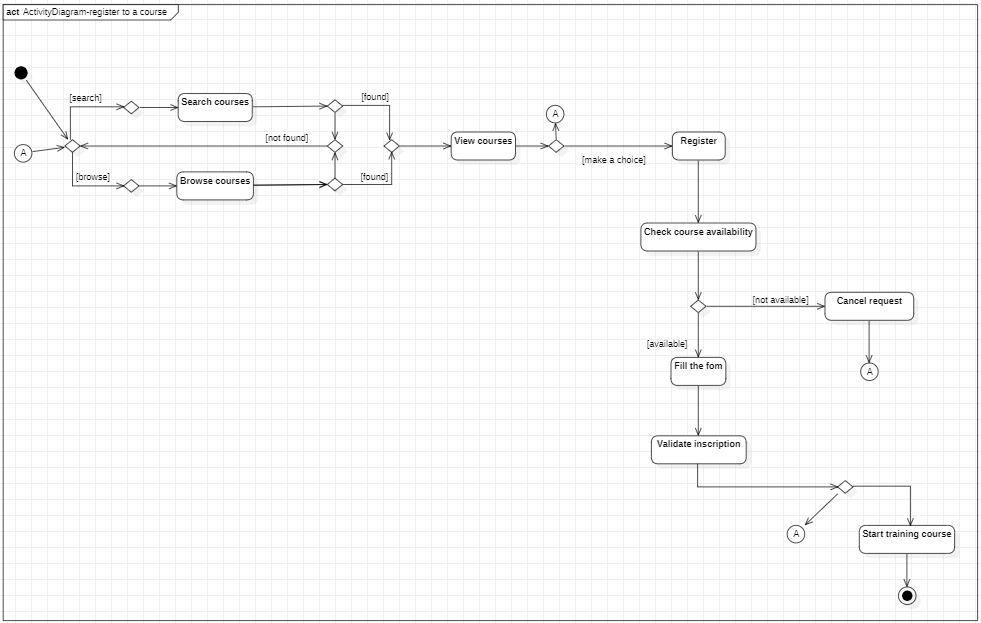 act ActivityDiagram-register to a course
[search]
Search courses
[found]
A
A
[not found]
View courses
[make a choice]
Register
[browse]
Browse courses
[found]
Check course availability
[not available]
Cancel request
[available]
Fill the fom
A
Validate inscription
A
Start training course